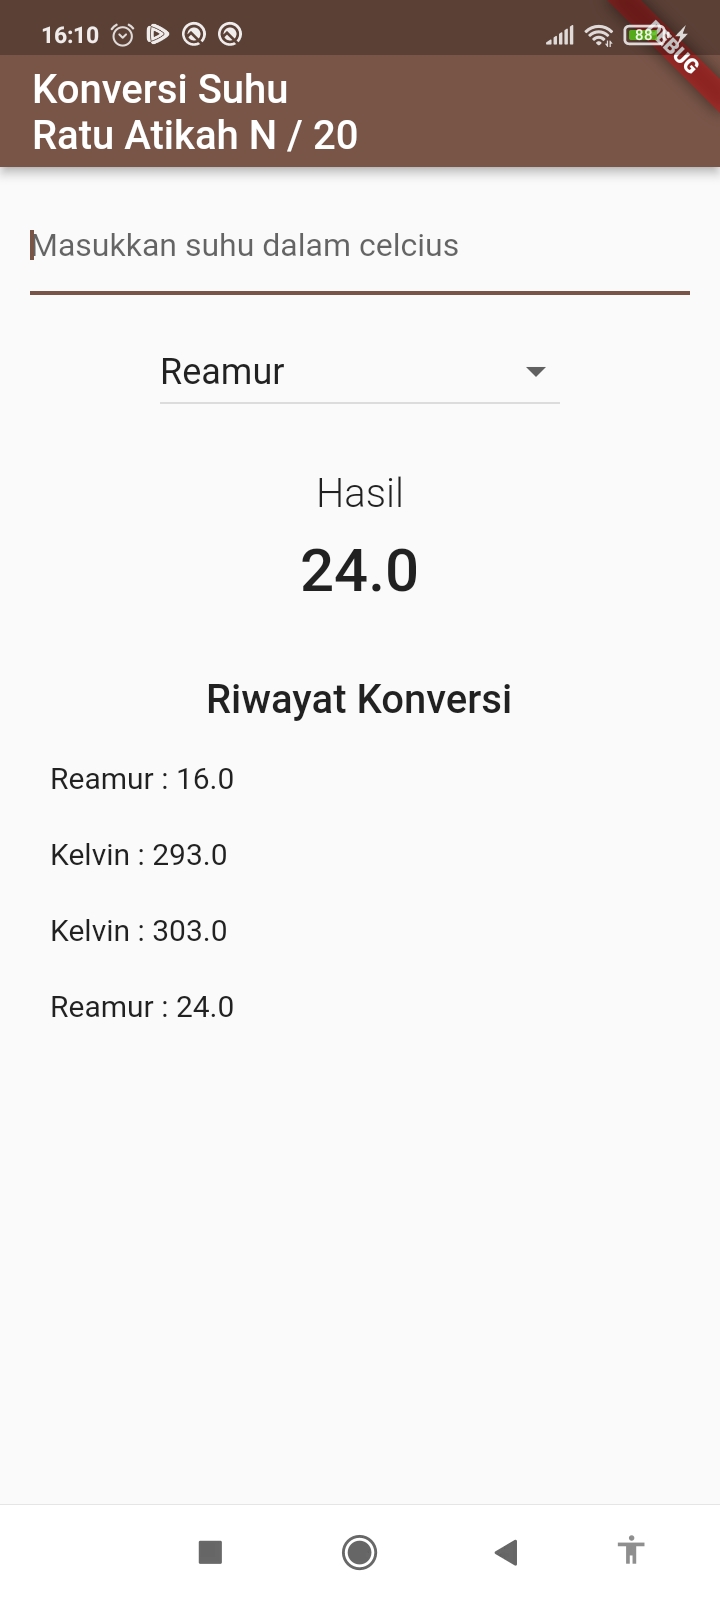 16:10
88
DEBUG
Konversi Suhu
Ratu Atikah N / 20
Masukkan suhu dalam celcius
Reamur
Hasil
24.0
Riwayat Konversi
Reamur : 16.0
Kelvin : 293.0
Kelvin : 303.0
Reamur : 24.0